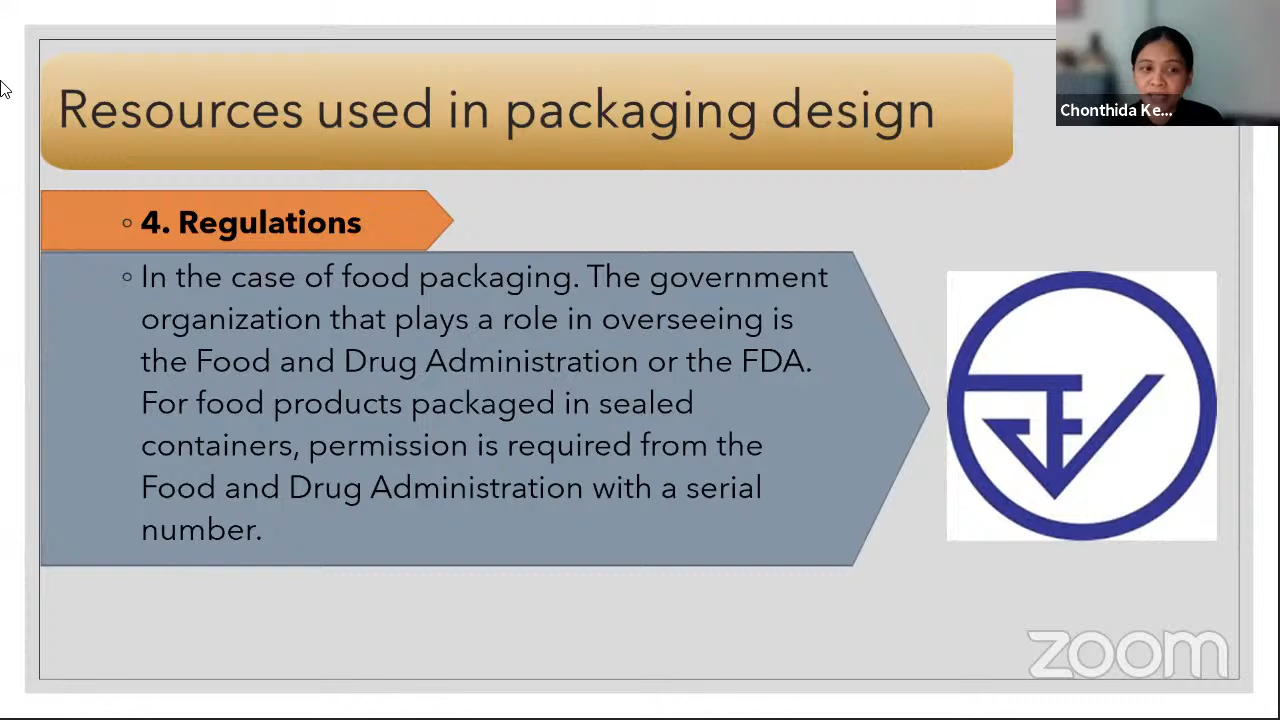 Resources used in packaging design
Chonthida Ke...
4. Regulations
In the case of food packaging. The government
organization that plays a role in overseeing is
the Food and Drug Administration or the FDA.
For food products packaged in sealed
containers, permission is required from the
Food and Drug Administration with a serial
number.
zoom